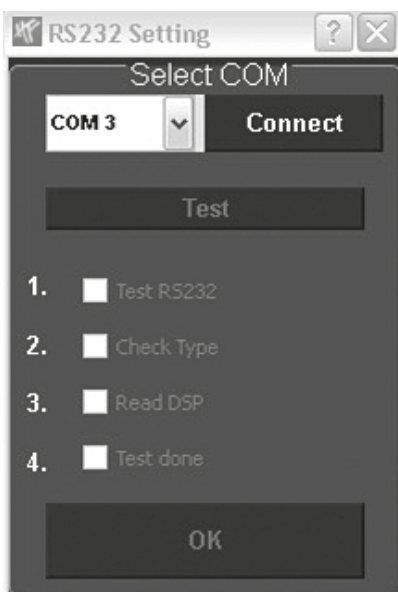 RS232 Setting
Select COM
COM 3 Connect
Test
1. Test RS232
2. Check Type
3. Read DSP
4. Test done
OK